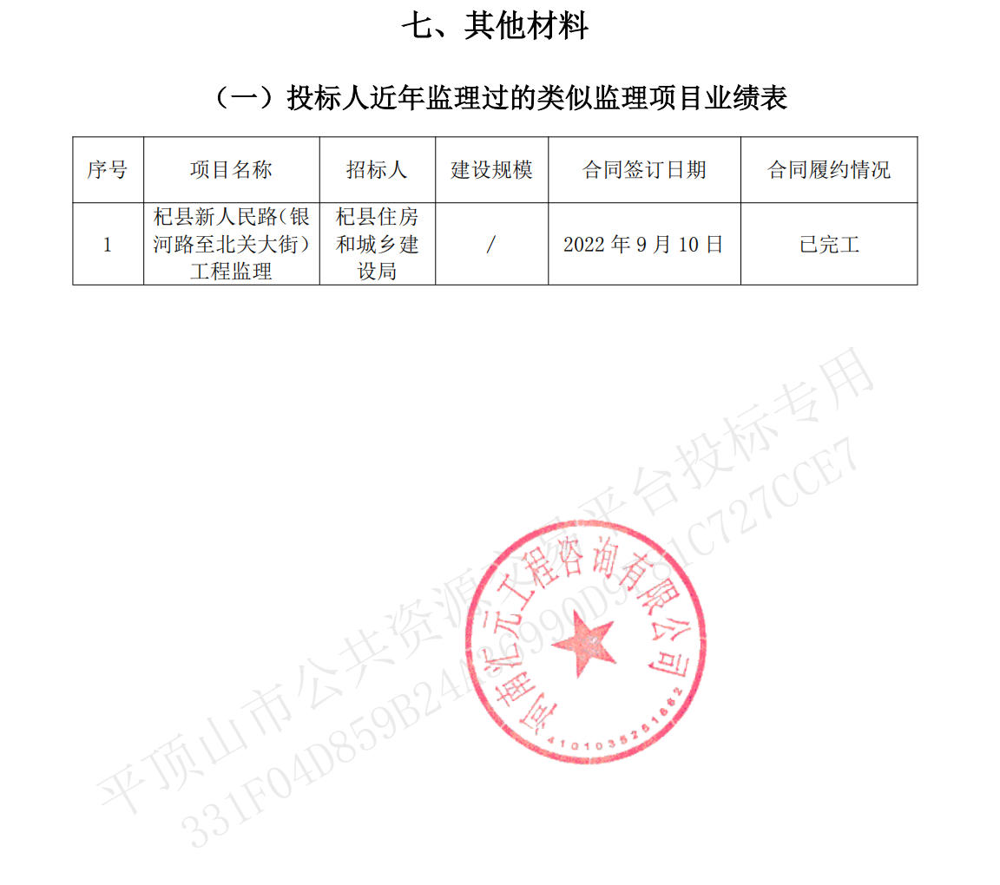 七、其他材料
（一）投标人近年监理过的类似监理项目业绩表
序号 项目名称 招标人 建设规模 合同签订日期 合同履约情况
1 杞县新人民路（银河路至北关大街）工程监理 杞县住房和城乡建设局 / 2022 年 9 月 10 日 已完工
平顶山市公共资源交易平台投标专用
河南汇元工程咨询有限公司
4101035251662